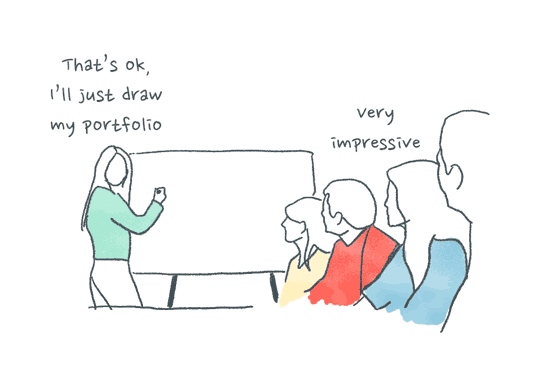 That's ok,
I'll just draw
my portfolio
very
impressive